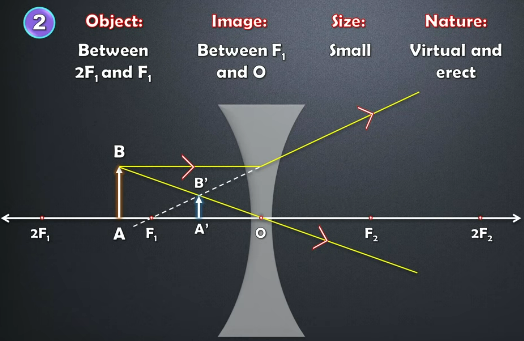 2
Object: Image: Size: Nature:
Between Between F₁ Small Virtual and
2F₁ and F₁ and O erect
B
B'
2F₁ A F₁ A' O F₂ 2F₂